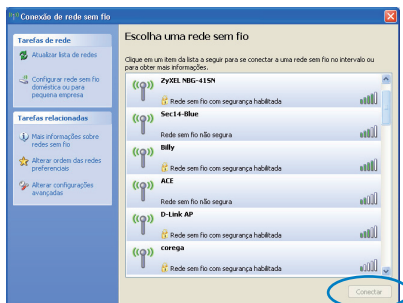 Conexão de rede sem fio
Tarefas de rede
Atualizar lista de redes
Configurar rede sem fio
doméstica ou para
pequena empresa
Tarefas relacionadas
Mais informações sobre
redes sem fio
Alterar ordem das redes
preferenciais
Alterar configurações
avançadas
Escolha uma rede sem fio
Clique em um item da lista a seguir para se conectar a uma rede sem fio no intervalo ou
para obter mais informações.
ZyXEL NBG-415N
Rede sem fio com segurança habilitada
Sec14-Blue
Rede sem fio não segura
Billy
Rede sem fio com segurança habilitada
ACE
Rede sem fio não segura
D-Link AP
Rede sem fio com segurança habilitada
corega
Rede sem fio com segurança habilitada
Conectar